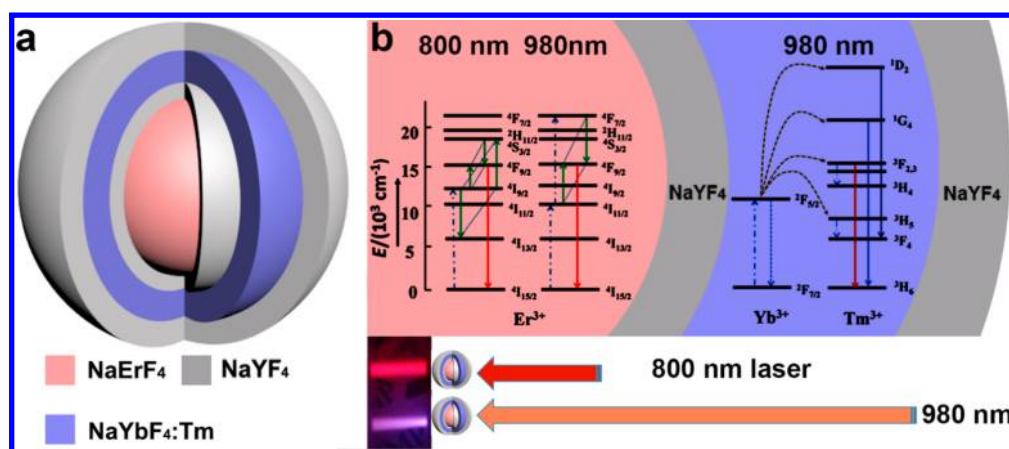 a
NaErF₄
NaYF₄
NaYbF₄:Tm
b
800 nm 980nm
980 nm
E/(10³ cm⁻¹)
20
15
10
5
0
⁴F₇/₂
²H₁₁/₂
⁴S₃/₂
⁴F₉/₂
⁴I₉/₂
⁴I₁₁/₂
⁴I₁₃/₂
⁴I₁₅/₂
⁴F₇/₂
²H₁₁/₂
⁴S₃/₂
⁴F₉/₂
⁴I₉/₂
⁴I₁₁/₂
⁴I₁₃/₂
⁴I₁₅/₂
Er³⁺
NaYF₄
²F₅/₂
²F₇/₂
Yb³⁺
¹D₂
¹G₄
³F₂,₃
³H₄
³H₅
³F₄
³H₆
Tm³⁺
NaYF₄
800 nm laser
980 nm